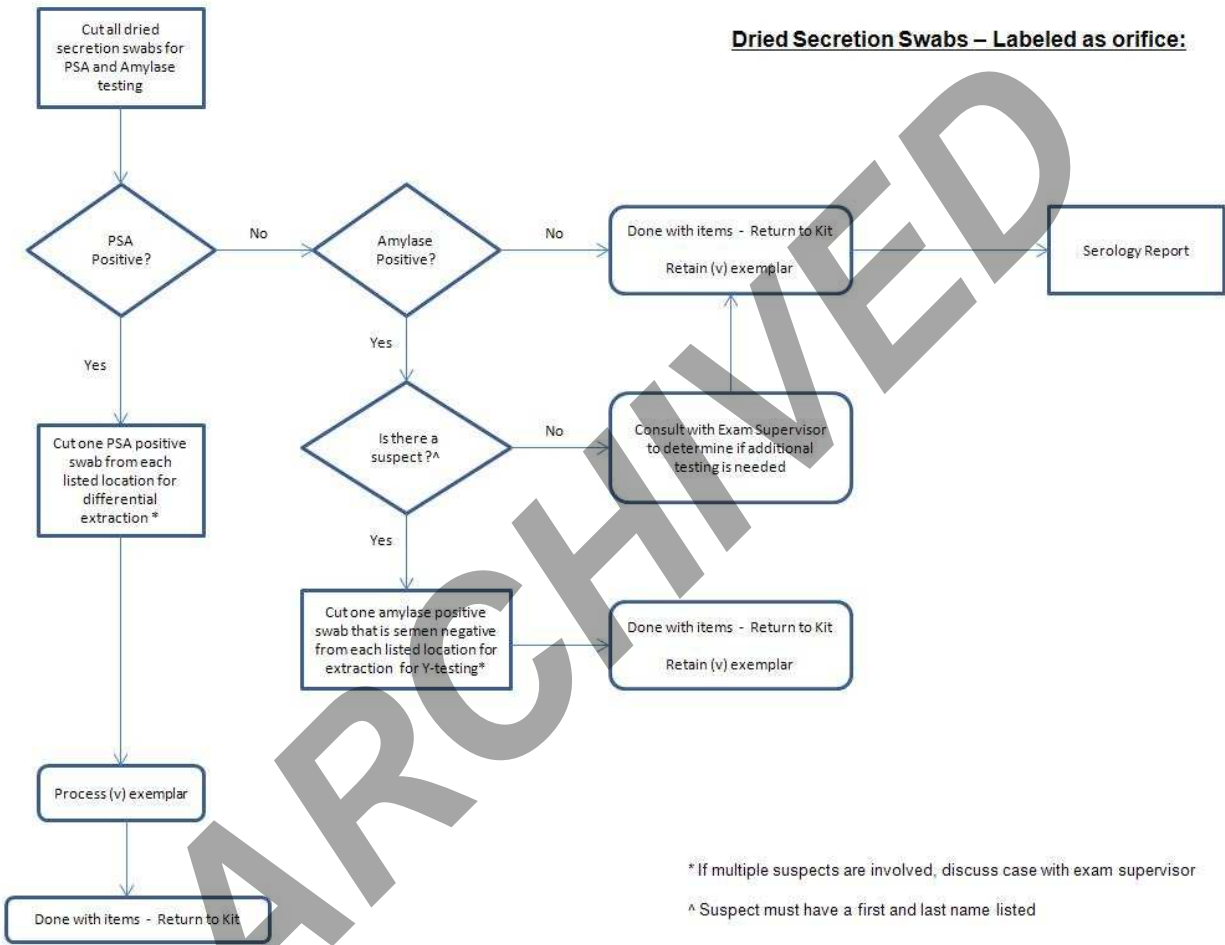 Dried Secretion Swabs – Labeled as orifice:
Cut all dried
secretion swabs for
PSA and Amylase
testing
PSA
Positive?
No
Amylase
Positive?
No
Done with items - Return to Kit
Retain (v) exemplar
Serology Report
Yes
Yes
Cut one PSA positive
swab from each
listed location for
differential
extraction *
Is there a
suspect ?^
No
Consult with Exam Supervisor
to determine if additional
testing is needed
Yes
Cut one amylase positive
swab that is semen negative
from each listed location for
extraction for Y-testing*
Done with items - Return to Kit
Retain (v) exemplar
Process (v) exemplar
Done with items - Return to Kit
* If multiple suspects are involved, discuss case with exam supervisor
^ Suspect must have a first and last name listed
ARCHIVED